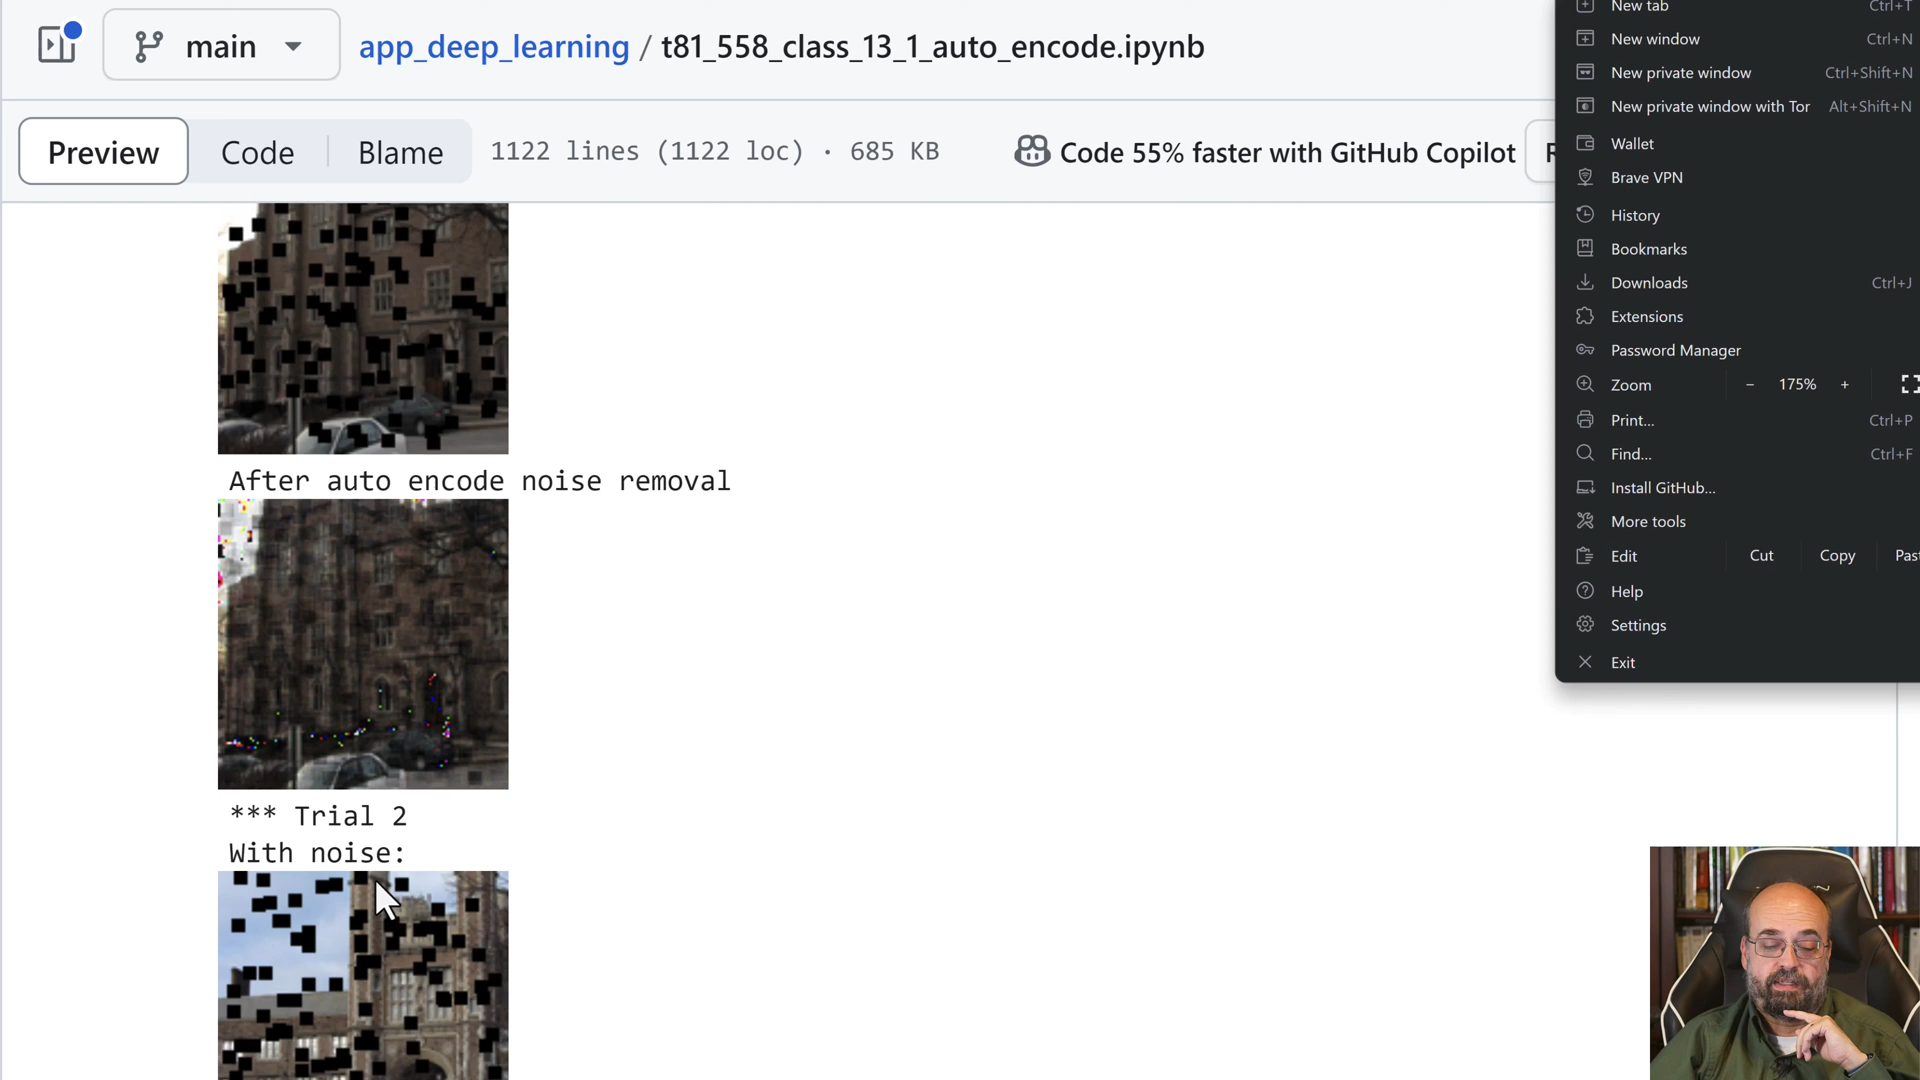 main
app_deep_learning / t81_558_class_13_1_auto_encode.ipynb
Preview
Code
Blame
1122 lines (1122 loc) · 685 KB
Code 55% faster with GitHub Copilot
After auto encode noise removal
*** Trial 2
With noise:
New tab Ctrl+T
New window Ctrl+N
New private window Ctrl+Shift+N
New private window with Tor Alt+Shift+N
Wallet
Brave VPN
History
Bookmarks
Downloads Ctrl+J
Extensions
Password Manager
Zoom − 175% +
Print... Ctrl+P
Find... Ctrl+F
Install GitHub...
More tools
Edit Cut Copy
Help
Settings
Exit